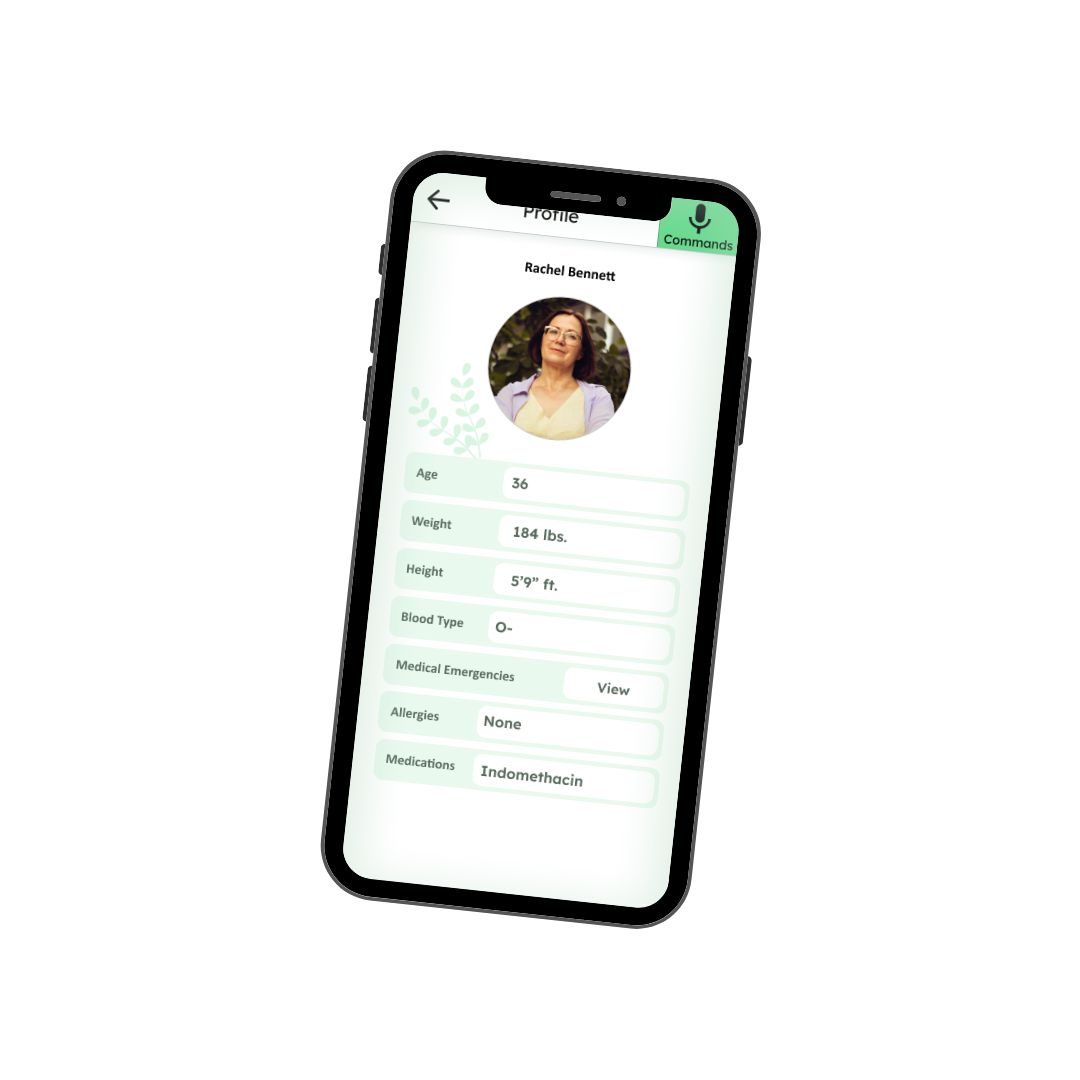 Profile
Commands
Rachel Bennett
Age 36
Weight 184 lbs.
Height 5’9” ft.
Blood Type O-
Medical Emergencies View
Allergies None
Medications Indomethacin